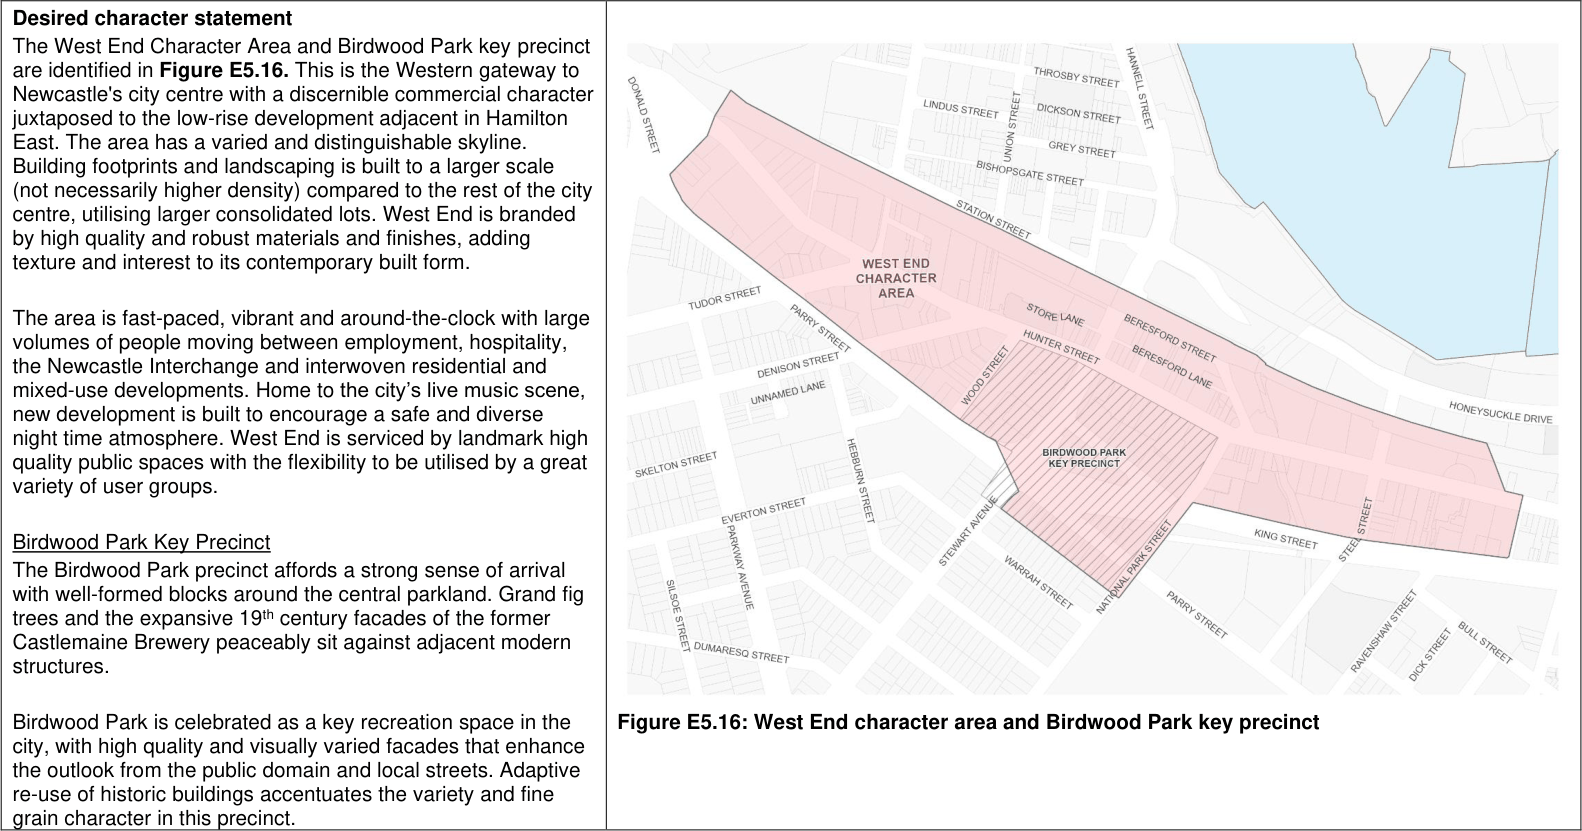 Desired character statement
The West End Character Area and Birdwood Park key precinct
are identified in Figure E5.16. This is the Western gateway to
Newcastle's city centre with a discernible commercial character
juxtaposed to the low-rise development adjacent in Hamilton
East. The area has a varied and distinguishable skyline.
Building footprints and landscaping is built to a larger scale
(not necessarily higher density) compared to the rest of the city
centre, utilising larger consolidated lots. West End is branded
by high quality and robust materials and finishes, adding
texture and interest to its contemporary built form.
The area is fast-paced, vibrant and around-the-clock with large
volumes of people moving between employment, hospitality,
the Newcastle Interchange and interwoven residential and
mixed-use developments. Home to the city’s live music scene,
new development is built to encourage a safe and diverse
night time atmosphere. West End is serviced by landmark high
quality public spaces with the flexibility to be utilised by a great
variety of user groups.
Birdwood Park Key Precinct
The Birdwood Park precinct affords a strong sense of arrival
with well-formed blocks around the central parkland. Grand fig
trees and the expansive 19th century facades of the former
Castlemaine Brewery peaceably sit against adjacent modern
structures.
Birdwood Park is celebrated as a key recreation space in the
city, with high quality and visually varied facades that enhance
the outlook from the public domain and local streets. Adaptive
re-use of historic buildings accentuates the variety and fine
grain character in this precinct.
DONALD STREET
THROSBY STREET
HANNELL STREET
LINDUS STREET
DICKSON STREET
UNION STREET
GREY STREET
BISHOPSGATE STREET
STATION STREET
WEST END
CHARACTER
AREA
TUDOR STREET
PARRY STREET
STORE LANE
BERESFORD STREET
HUNTER STREET
BERESFORD LANE
WOOD STREET
DENISON STREET
UNNAMED LANE
HONEYSUCKLE DRIVE
HEBBURN STREET
SKELTON STREET
BIRDWOOD PARK
KEY PRECINCT
EVERTON STREET
STEWART AVENUE
PARKWAY AVENUE
KING STREET
STEEL STREET
NATIONAL PARK STREET
WARRAH STREET
SILSOE STREET
PARRY STREET
RAVENSHAW STREET
DICK STREET
BULL STREET
DUMARESQ STREET
Figure E5.16: West End character area and Birdwood Park key precinct